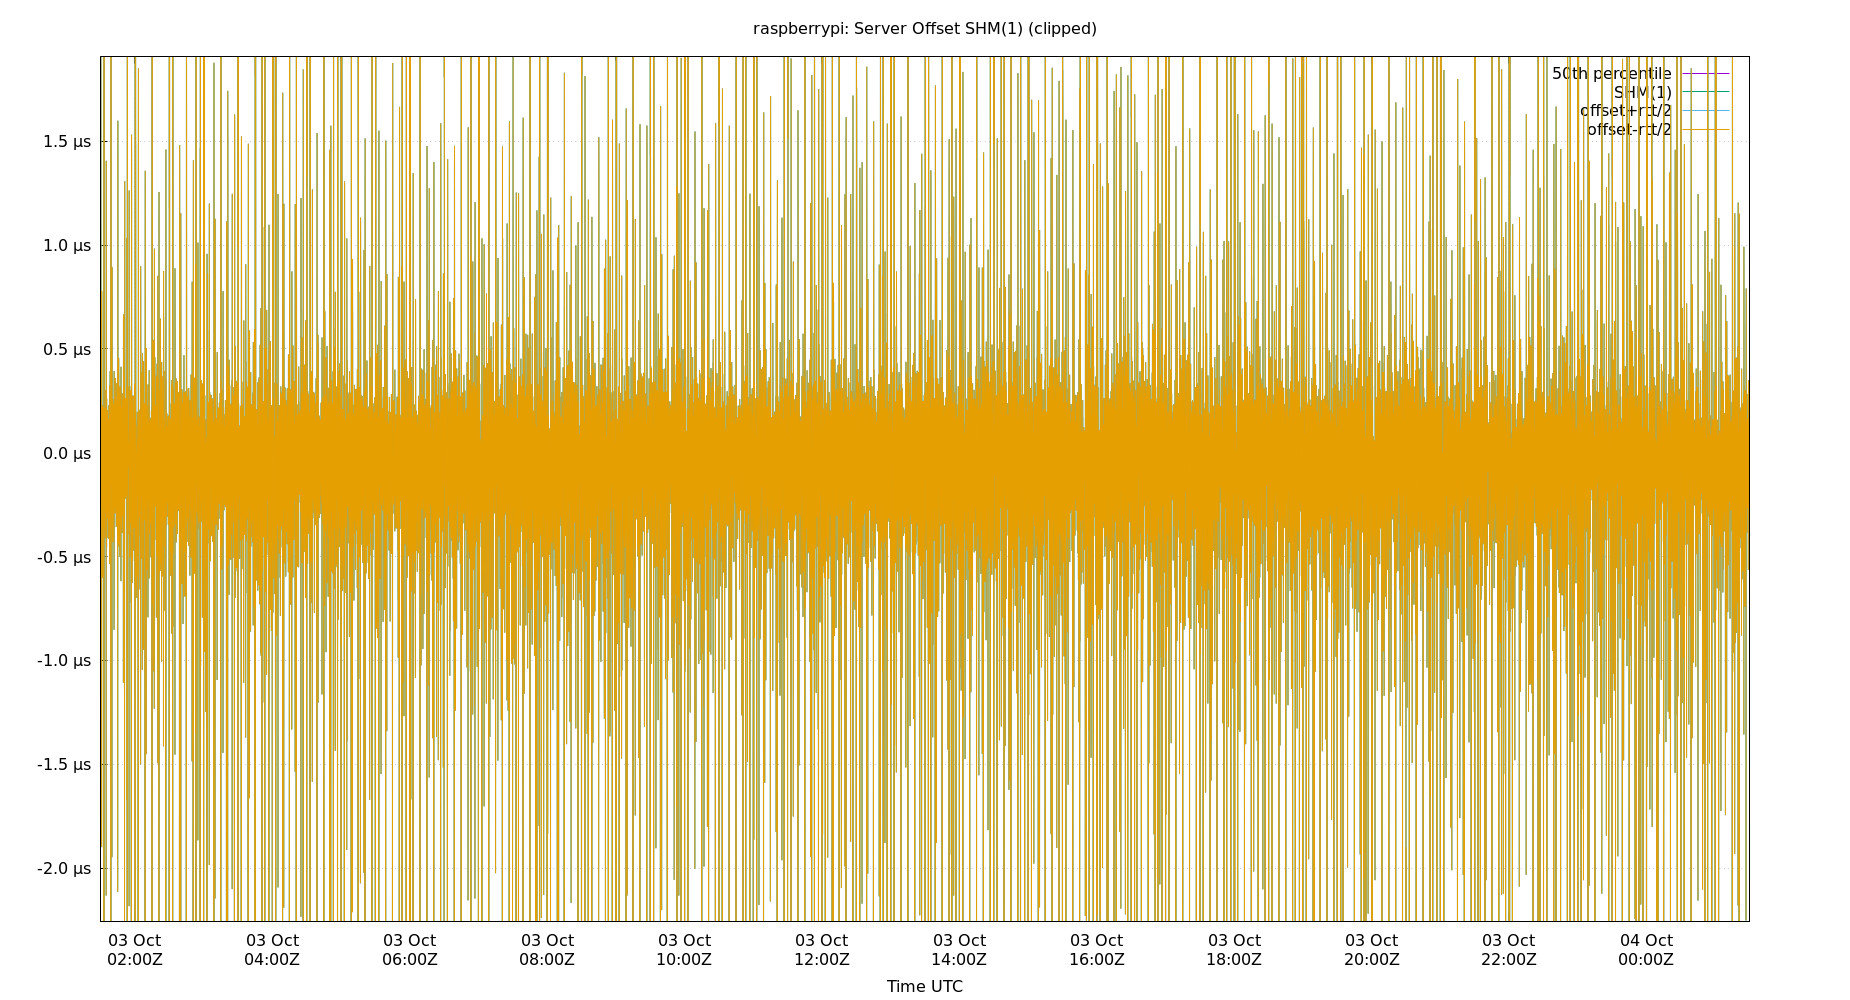 raspberrypi: Server Offset SHM(1) (clipped)
50th percentile
SHM(1)
offset+rtt/2
offset-rtt/2
1.5 µs
1.0 µs
0.5 µs
0.0 µs
-0.5 µs
-1.0 µs
-1.5 µs
-2.0 µs
03 Oct 03 Oct 03 Oct 03 Oct 03 Oct 03 Oct 03 Oct 03 Oct 03 Oct 03 Oct 03 Oct 04 Oct
02:00Z 04:00Z 06:00Z 08:00Z 10:00Z 12:00Z 14:00Z 16:00Z 18:00Z 20:00Z 22:00Z 00:00Z
Time UTC